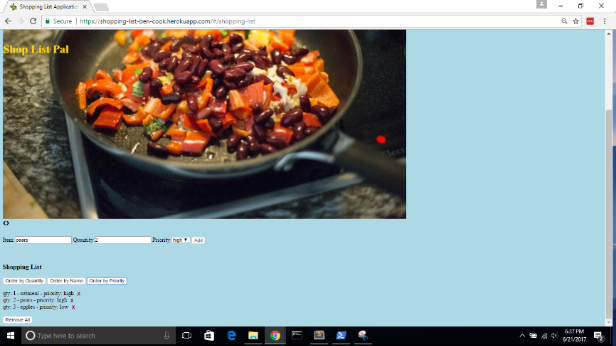 Shopping List Applicatio
Secure | https://shopping-list-ben-cook.herokuapp.com/#/shopping-list
Shop List Pal
Item: pears Quantity: 2 Priority: high Add
Shopping List
Order by Quantity Order by Name Order by Priority
qty: 1 - oatmeal - priority: high x
qty: 2 - pears - priority: high x
qty: 3 - apples - priority: low x
Remove All
Type here to search
6:37 PM
6/21/2017